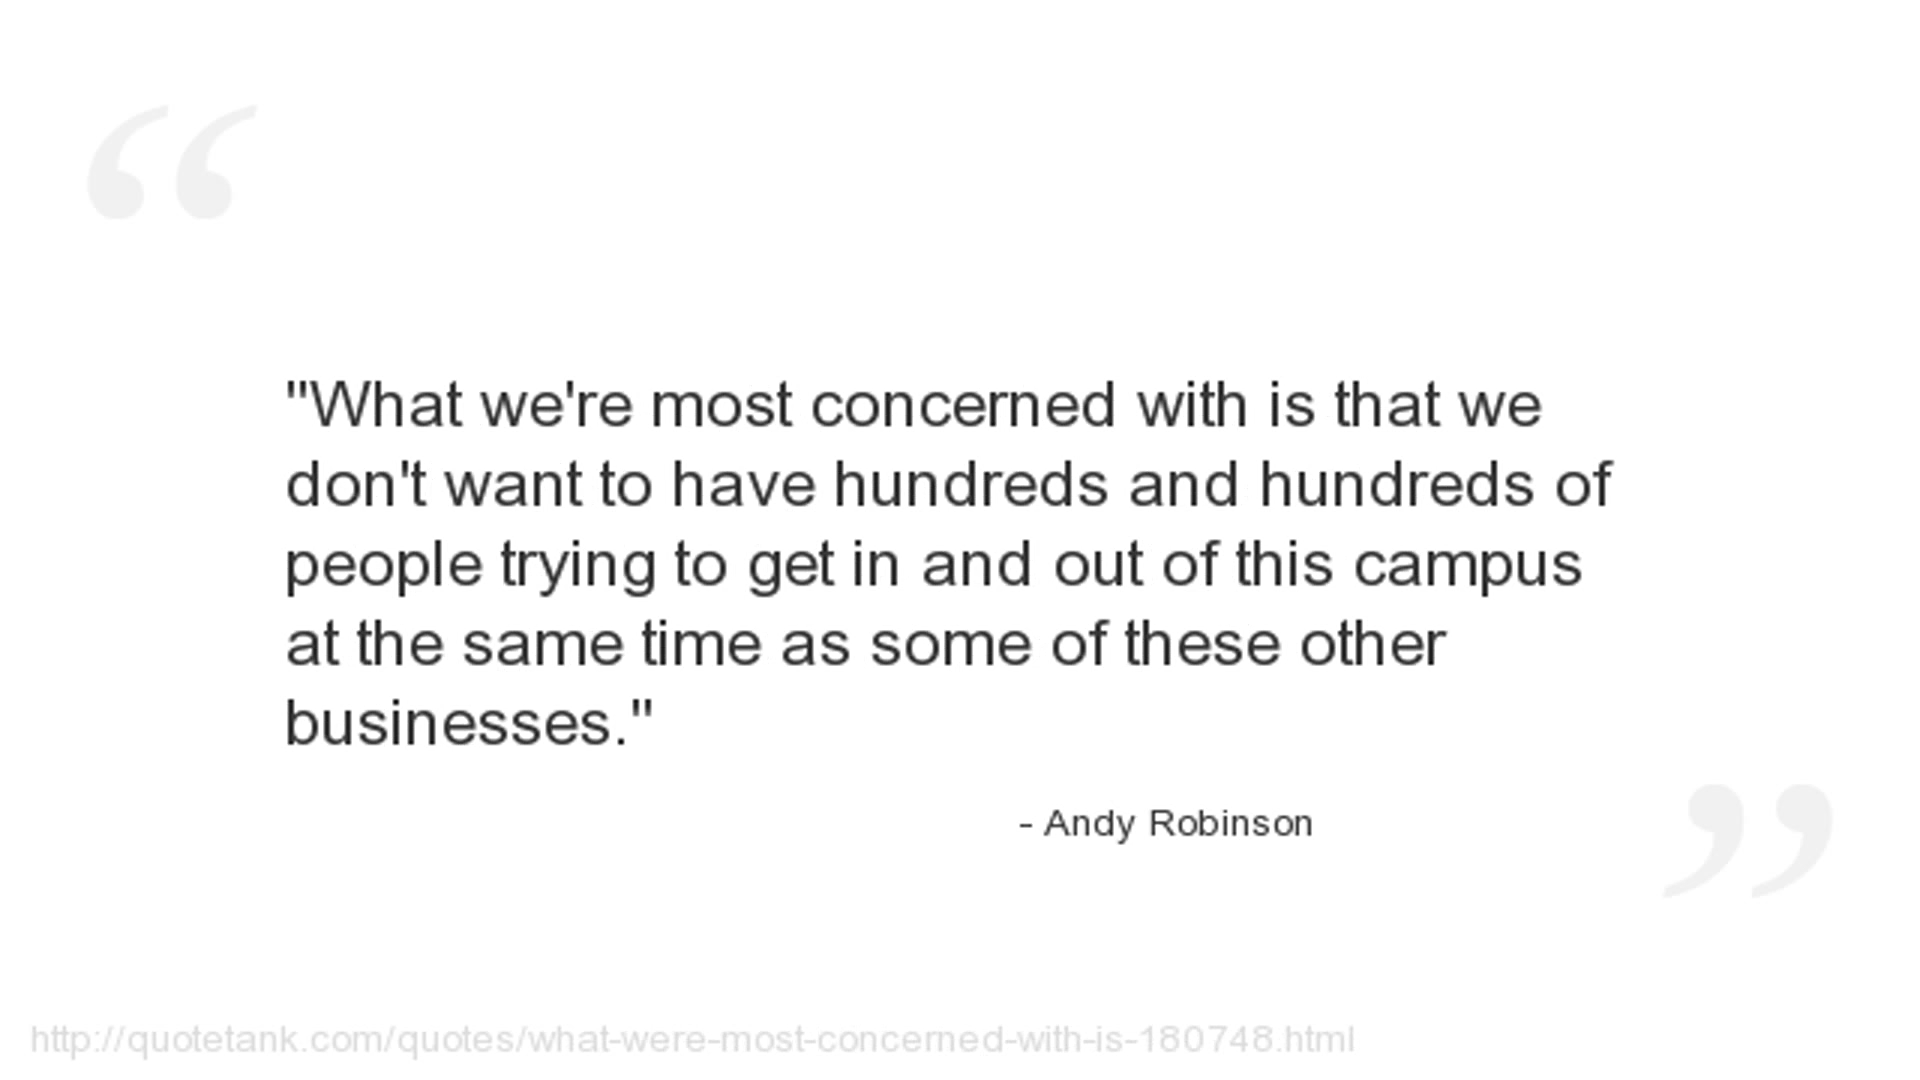 "What we're most concerned with is that we
don't want to have hundreds and hundreds of
people trying to get in and out of this campus
at the same time as some of these other
businesses."
- Andy Robinson
http://quotetank.com/quotes/what-were-most-concerned-with-is-180748.html